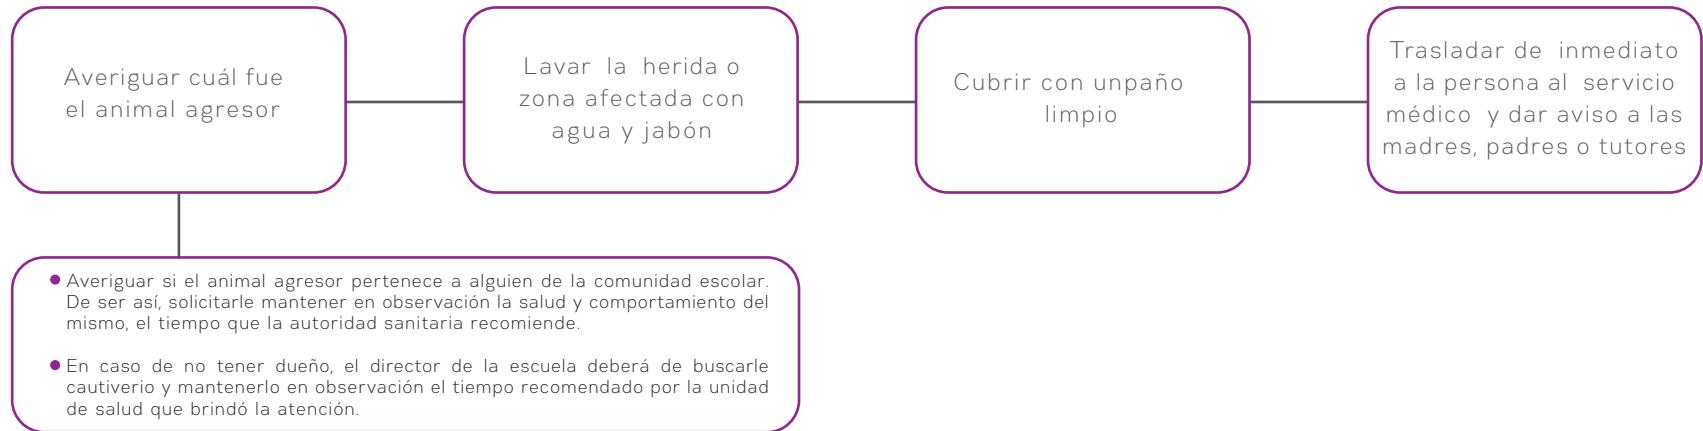 Averiguar cuál fue
el animal agresor
Lavar la herida o
zona afectada con
agua y jabón
Cubrir con unpaño
limpio
Trasladar de inmediato
a la persona al servicio
médico y dar aviso a las
madres, padres o tutores
● Averiguar si el animal agresor pertenece a alguien de la comunidad escolar.
De ser así, solicitarle mantener en observación la salud y comportamiento del
mismo, el tiempo que la autoridad sanitaria recomiende.
● En caso de no tener dueño, el director de la escuela deberá de buscarle
cautiverio y mantenerlo en observación el tiempo recomendado por la unidad
de salud que brindó la atención.